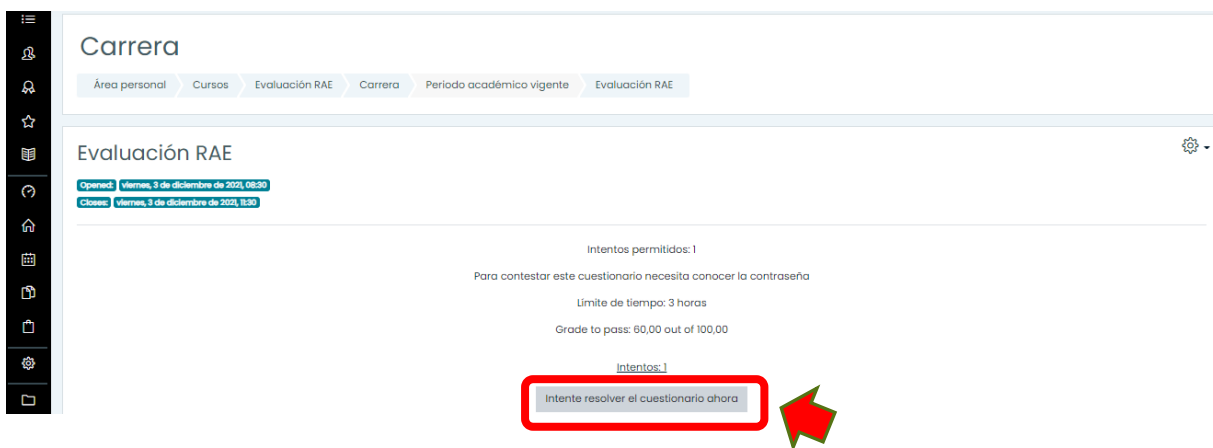 Carrera
Área personal Cursos Evaluación RAE Carrera Periodo académico vigente Evaluación RAE
Evaluación RAE
Opened: viernes, 3 de diciembre de 2021, 08:30
Closes: viernes, 3 de diciembre de 2021, 11:30
Intentos permitidos: 1
Para contestar este cuestionario necesita conocer la contraseña
Límite de tiempo: 3 horas
Grade to pass: 60,00 out of 100,00
Intentos: 1
Intente resolver el cuestionario ahora